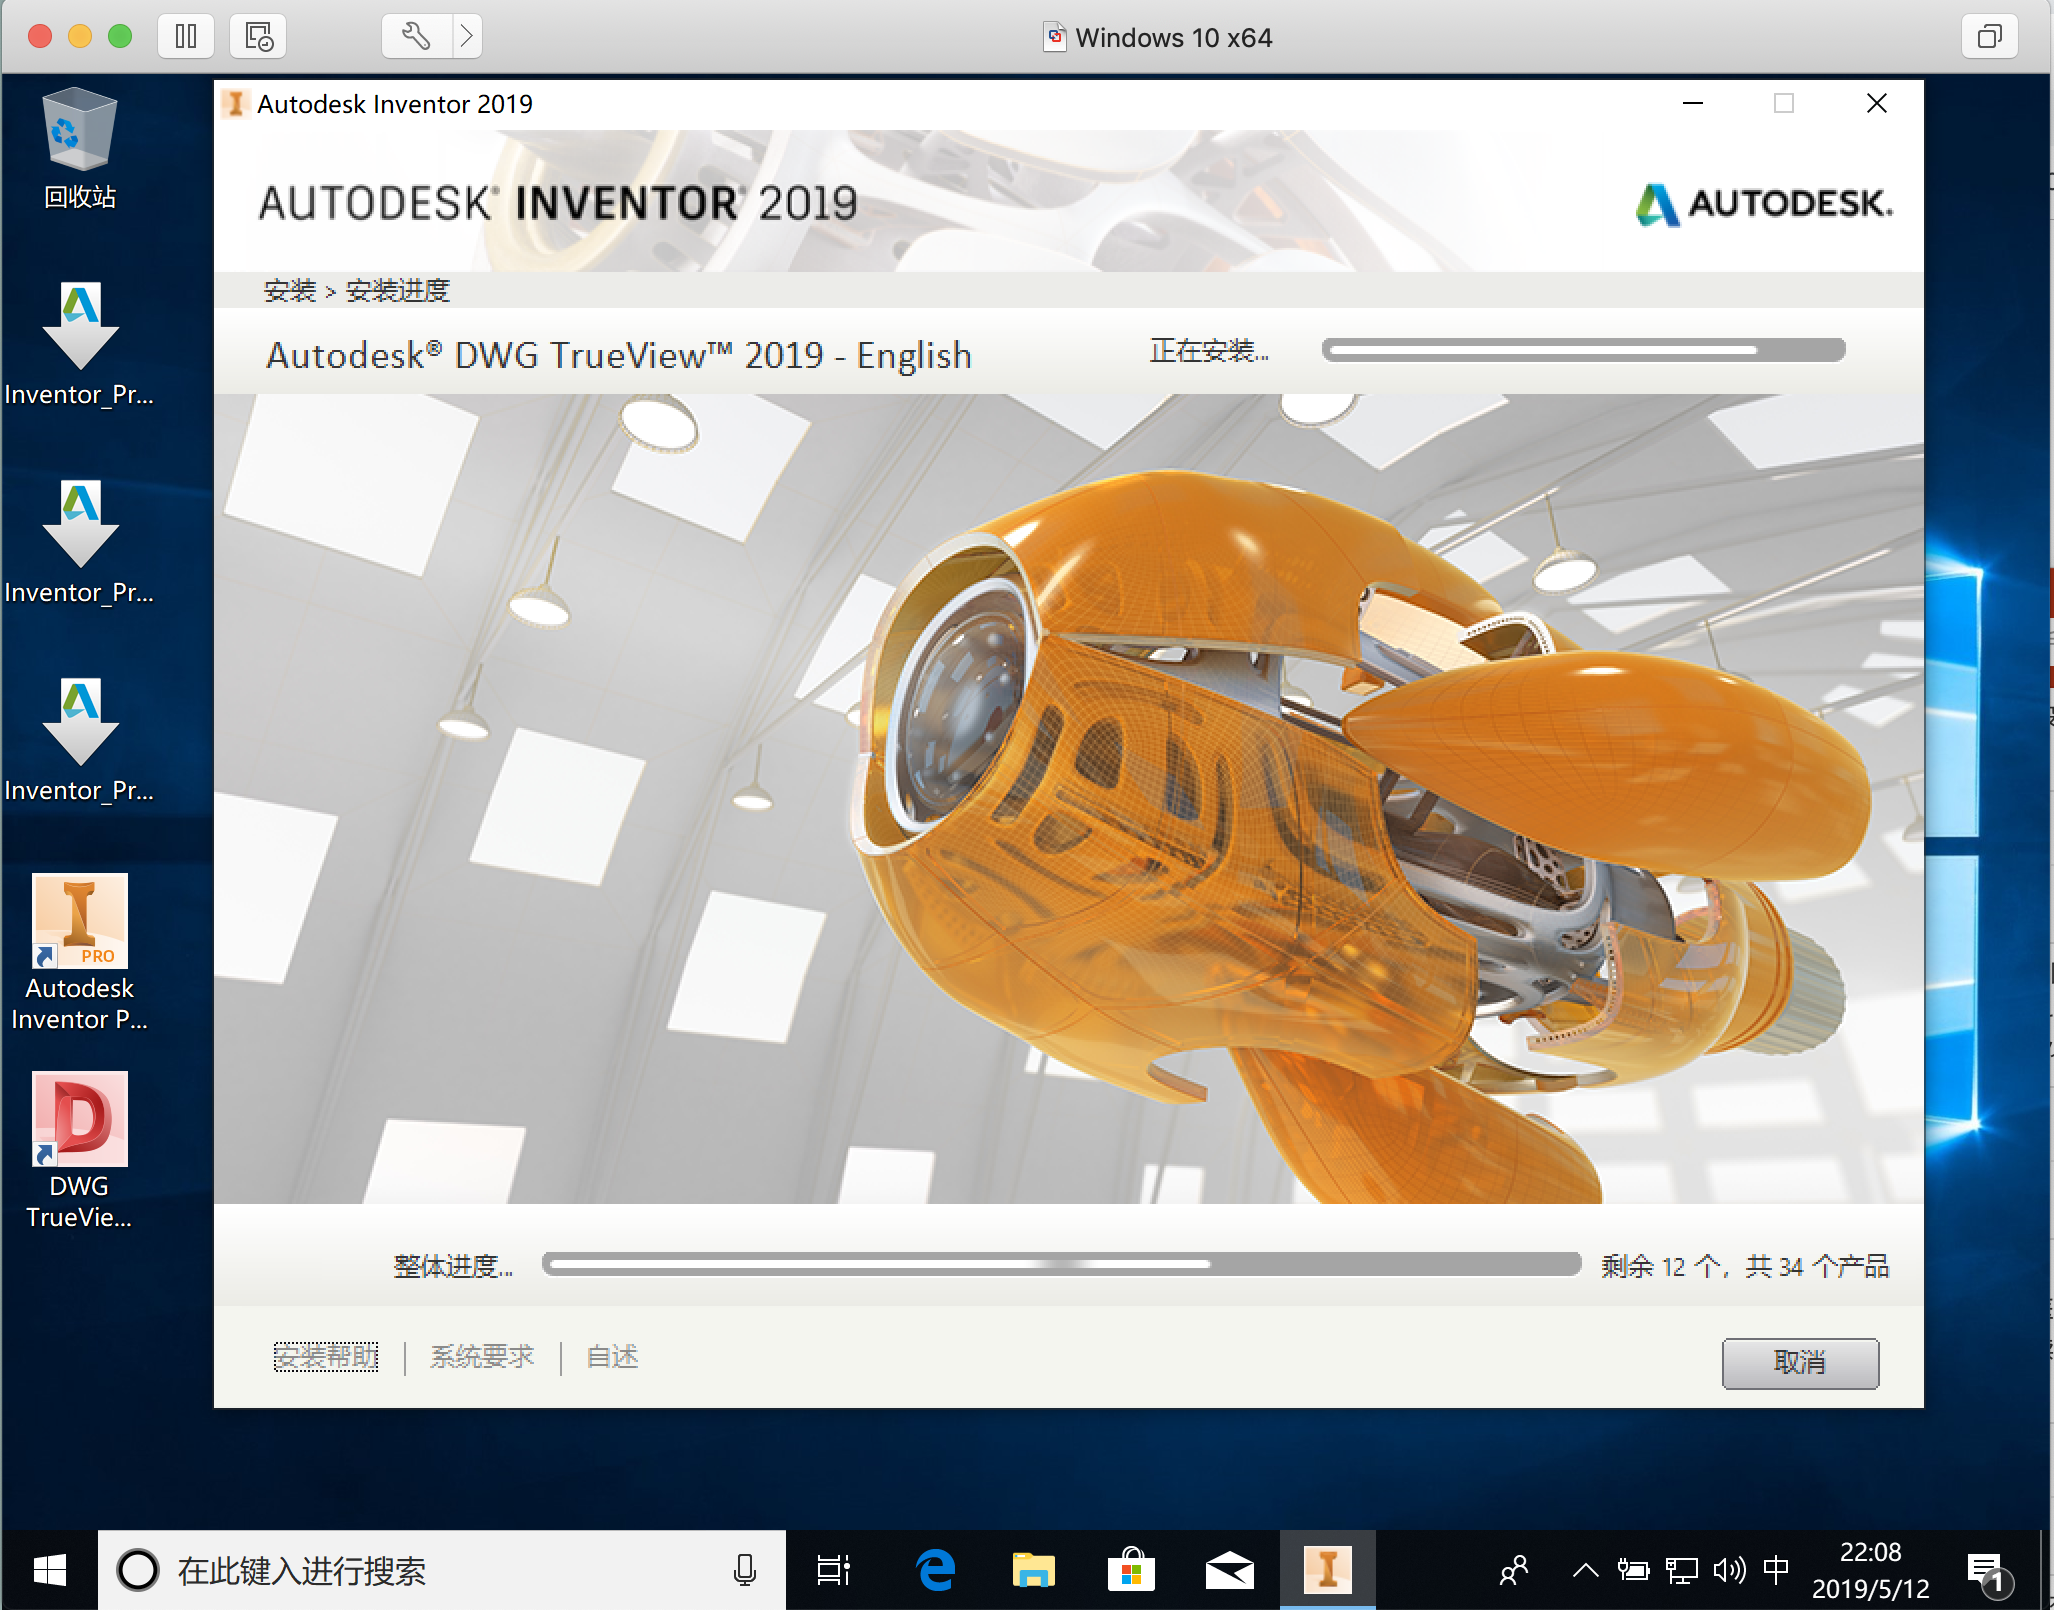 Windows 10 x64
回收站
Inventor_Pr...
Inventor_Pr...
Inventor_Pr...
PRO
Autodesk
Inventor P...
DWG
TrueVie...
Autodesk Inventor 2019
AUTODESK® INVENTOR® 2019
AUTODESK.
安装 > 安装进度
Autodesk® DWG TrueView™ 2019 - English
正在安装...
整体进度...
剩余 12 个，共 34 个产品
安装帮助 | 系统要求 | 自述
取消
在此键入进行搜索
中
22:08
2019/5/12
1